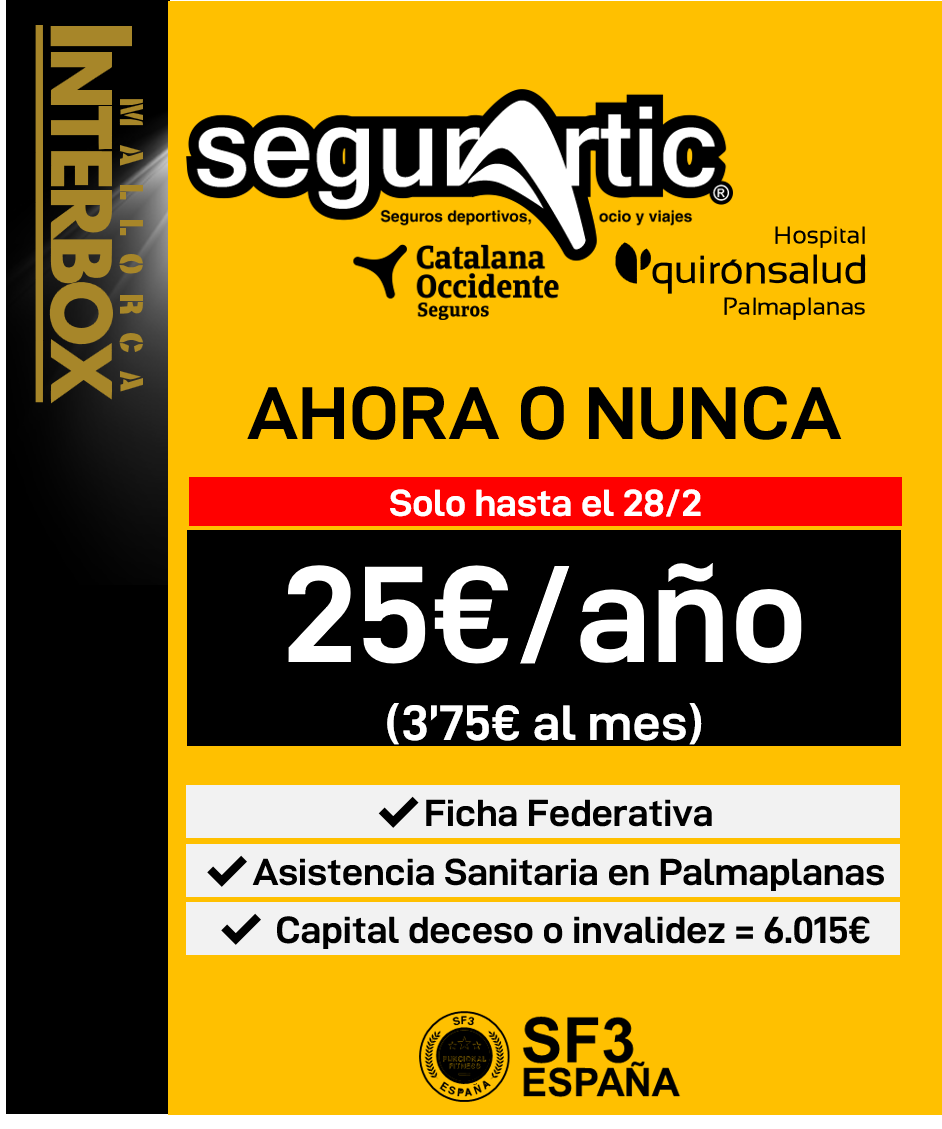 INTERBOX
MALLORCA
segurartic®
Seguros deportivos, ocio y viajes
Catalana
Occidente
Seguros
Hospital
quirónsalud
Palmaplanas
AHORA O NUNCA
Solo hasta el 28/2
25€/año
(3'75€ al mes)
Ficha Federativa
Asistencia Sanitaria en Palmaplanas
Capital deceso o invalidez = 6.015€
SF3
FUNCIONAL
FITNESS
ESPAÑA
SF3
ESPAÑA